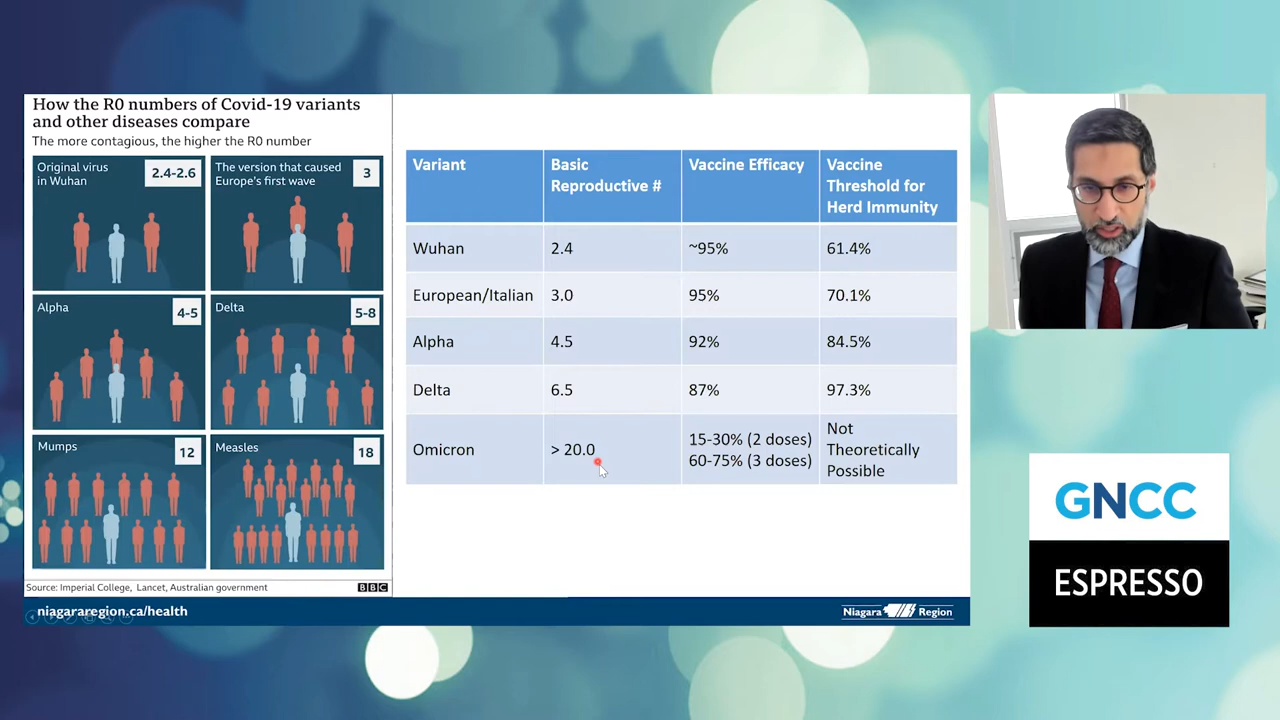 How the R0 numbers of Covid-19 variants
and other diseases compare
The more contagious, the higher the R0 number
Original virus
in Wuhan
2.4-2.6
The version that caused
Europe's first wave
3
Alpha
4-5
Delta
5-8
Mumps
12
Measles
18
Source: Imperial College, Lancet, Australian government
BBC
Variant
Basic
Reproductive #
Vaccine Efficacy
Vaccine
Threshold for
Herd Immunity
Wuhan
2.4
~95%
61.4%
European/Italian
3.0
95%
70.1%
Alpha
4.5
92%
84.5%
Delta
6.5
87%
97.3%
Omicron
> 20.0
15-30% (2 doses)
60-75% (3 doses)
Not
Theoretically
Possible
niagararegion.ca/health
Niagara Region
GNCC
ESPRESSO